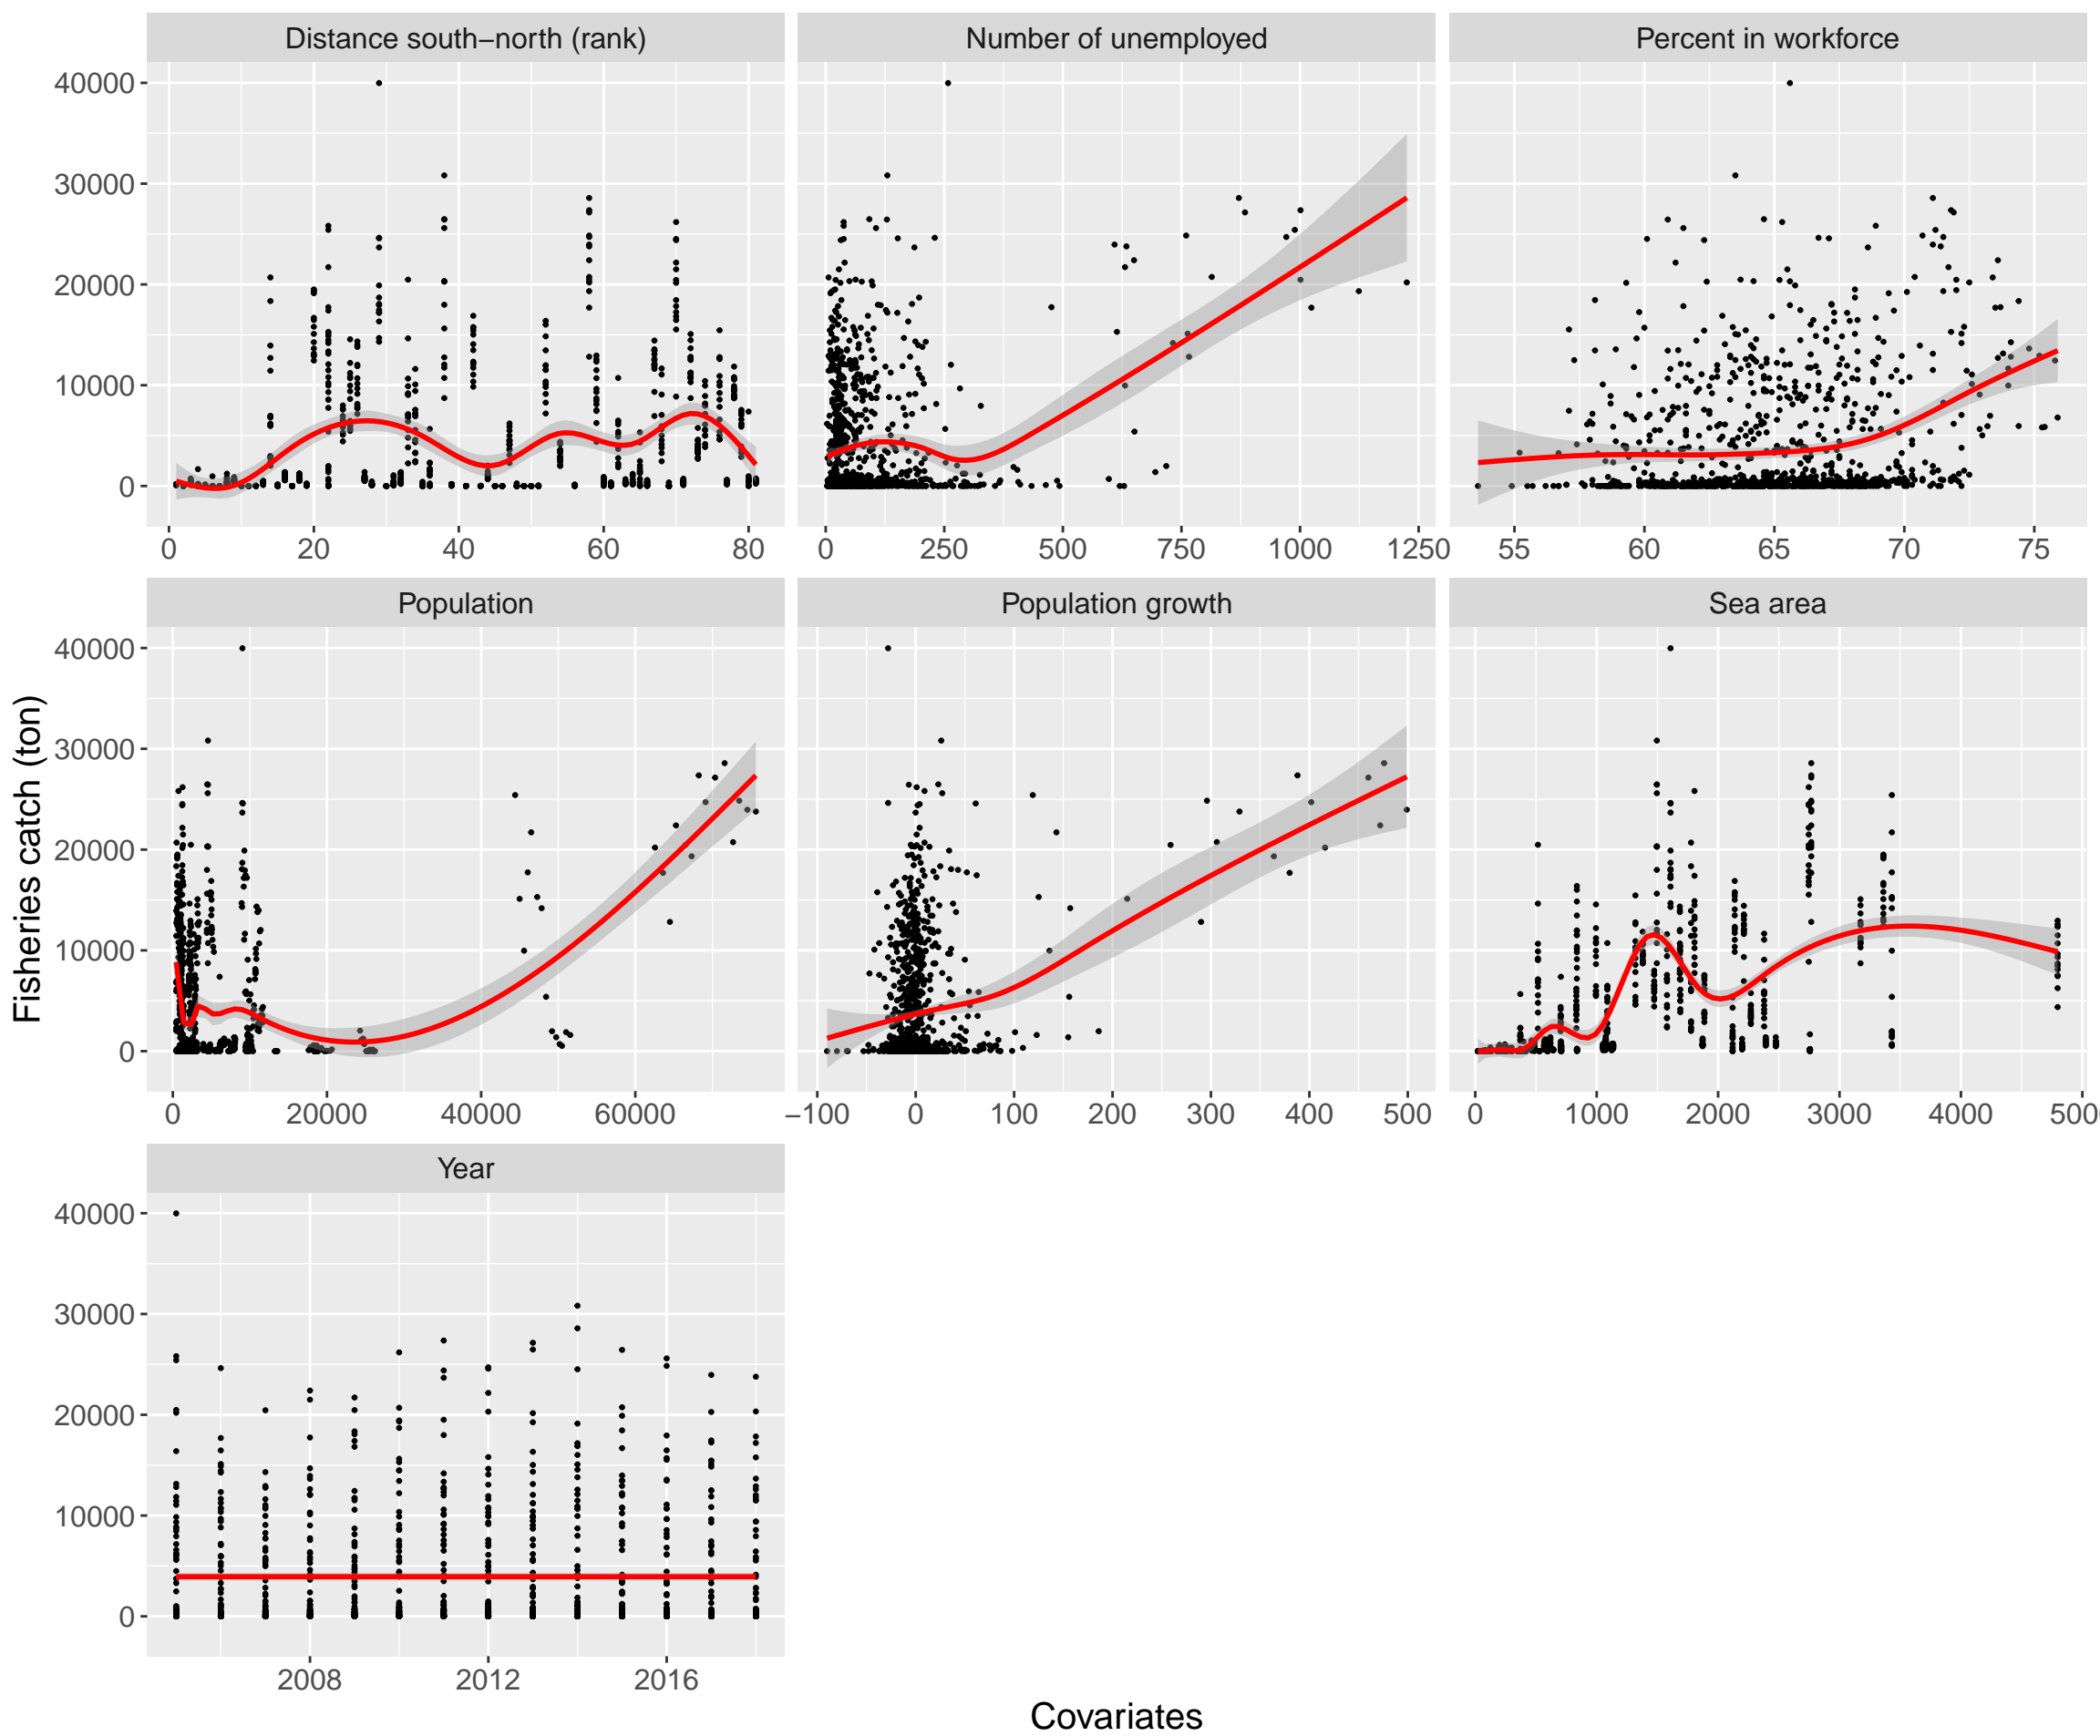 Distance south−north (rank) Number of unemployed Percent in workforce
40000
30000
20000
10000
0
0 20 40 60 80 0 250 500 750 1000 1250 55 60 65 70 75
Population Population growth Sea area
40000
30000
20000
10000
0
0 20000 40000 60000 −100 0 100 200 300 400 500 0 1000 2000 3000 4000 500
Fisheries catch (ton)
Year
40000
30000
20000
10000
0
2008 2012 2016
Covariates